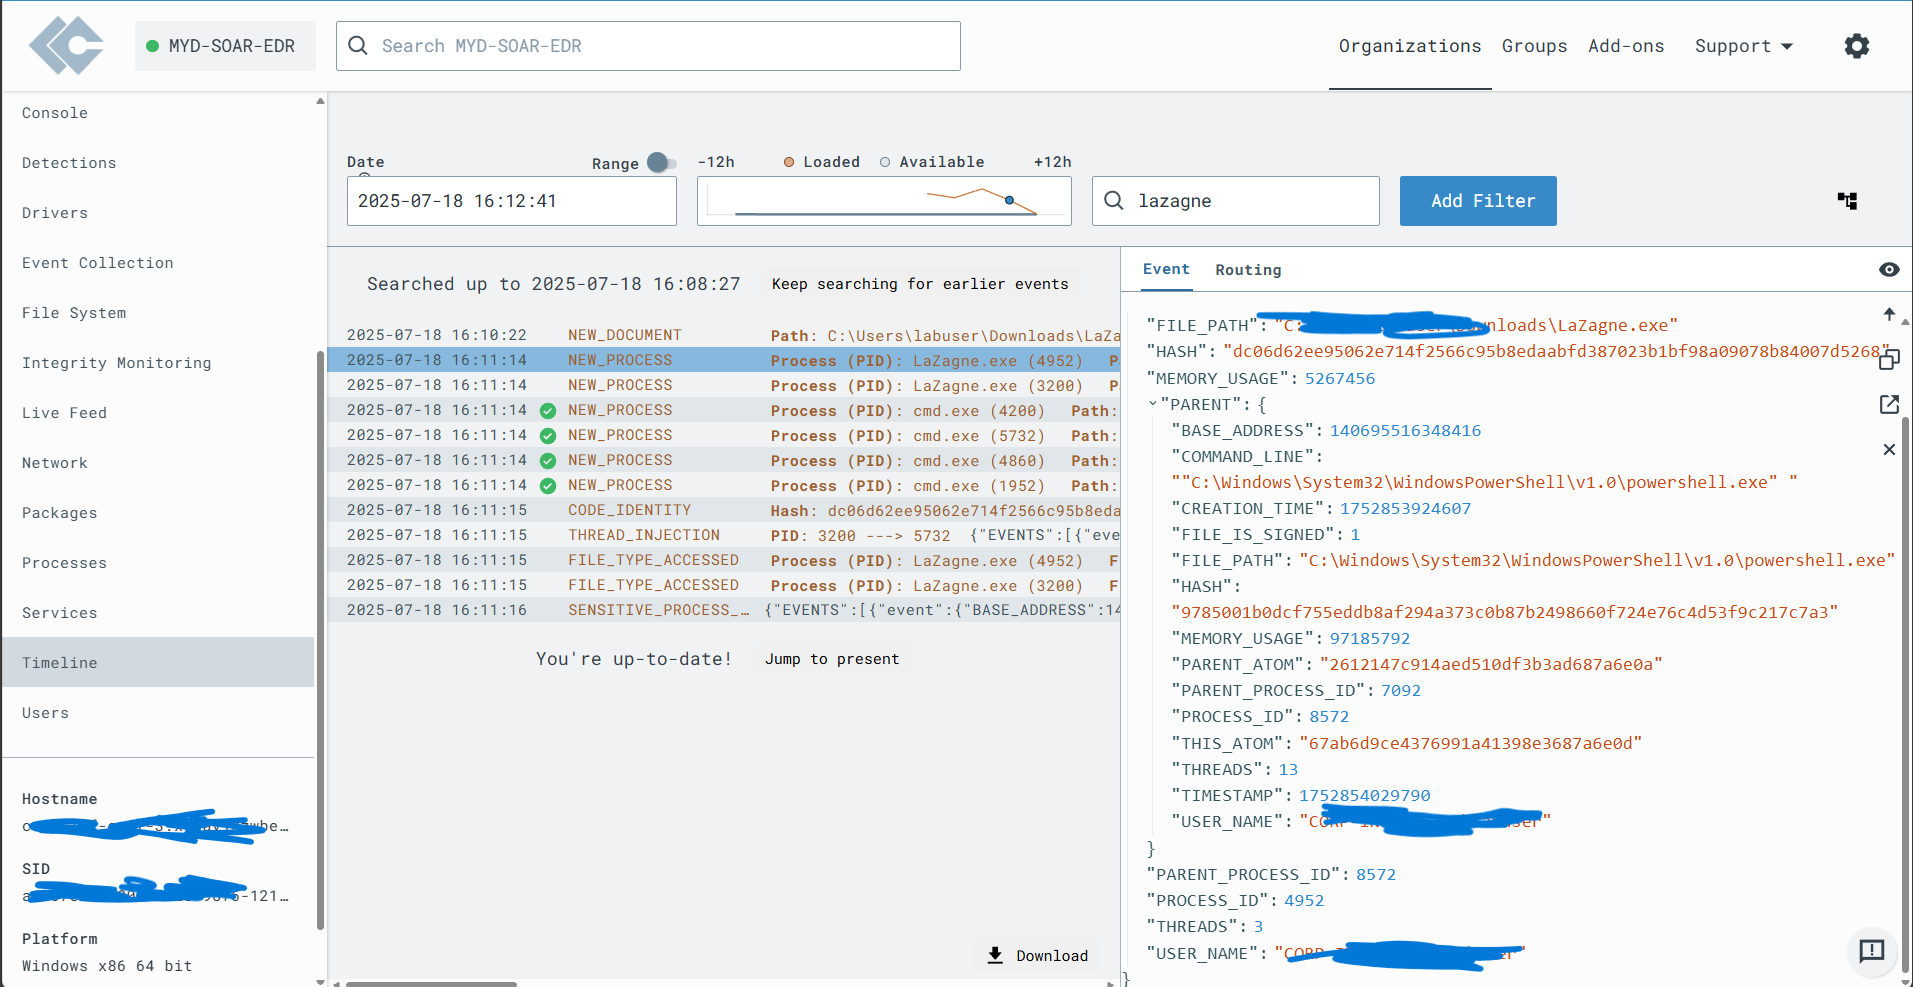 MYD-SOAR-EDR
Search MYD-SOAR-EDR
Organizations Groups Add-ons Support
Console
Detections
Drivers
Event Collection
File System
Integrity Monitoring
Live Feed
Network
Packages
Processes
Services
Timeline
Users
Hostname
SID
Platform
Windows x86 64 bit
Date Range -12h Loaded Available +12h
2025-07-18 16:12:41 lazagne Add Filter
Searched up to 2025-07-18 16:08:27 Keep searching for earlier events
2025-07-18 16:10:22 NEW_DOCUMENT Path: C:\Users\labuser\Downloads\LaZa
2025-07-18 16:11:14 NEW_PROCESS Process (PID): LaZagne.exe (4952) P
2025-07-18 16:11:14 NEW_PROCESS Process (PID): LaZagne.exe (3200) P
2025-07-18 16:11:14 NEW_PROCESS Process (PID): cmd.exe (4200) Path:
2025-07-18 16:11:14 NEW_PROCESS Process (PID): cmd.exe (5732) Path:
2025-07-18 16:11:14 NEW_PROCESS Process (PID): cmd.exe (4860) Path:
2025-07-18 16:11:14 NEW_PROCESS Process (PID): cmd.exe (1952) Path:
2025-07-18 16:11:15 CODE_IDENTITY Hash: dc06d62ee95062e714f2566c95b8eda
2025-07-18 16:11:15 THREAD_INJECTION PID: 3200 ---> 5732 {"EVENTS":[{"eve
2025-07-18 16:11:15 FILE_TYPE_ACCESSED Process (PID): LaZagne.exe (4952) F
2025-07-18 16:11:15 FILE_TYPE_ACCESSED Process (PID): LaZagne.exe (3200) F
2025-07-18 16:11:16 SENSITIVE_PROCESS_… {"EVENTS":[{"event":{"BASE_ADDRESS":14
You're up-to-date! Jump to present
Download
Event Routing
"FILE_PATH": "C: \LaZagne.exe"
"HASH": "dc06d62ee95062e714f2566c95b8edaabfd387023b1bf98a09078b84007d5268"
"MEMORY_USAGE": 5267456
"PARENT": {
"BASE_ADDRESS": 140695516348416
"COMMAND_LINE":
""C:\Windows\System32\WindowsPowerShell\v1.0\powershell.exe" "
"CREATION_TIME": 1752853924607
"FILE_IS_SIGNED": 1
"FILE_PATH": "C:\Windows\System32\WindowsPowerShell\v1.0\powershell.exe"
"HASH":
"9785001b0dcf755eddb8af294a373c0b87b2498660f724e76c4d53f9c217c7a3"
"MEMORY_USAGE": 97185792
"PARENT_ATOM": "2612147c914aed510df3b3ad687a6e0a"
"PARENT_PROCESS_ID": 7092
"PROCESS_ID": 8572
"THIS_ATOM": "67ab6d9ce4376991a41398e3687a6e0d"
"THREADS": 13
"TIMESTAMP": 1752854029790
"USER_NAME":
}
"PARENT_PROCESS_ID": 8572
"PROCESS_ID": 4952
"THREADS": 3
"USER_NAME":
}